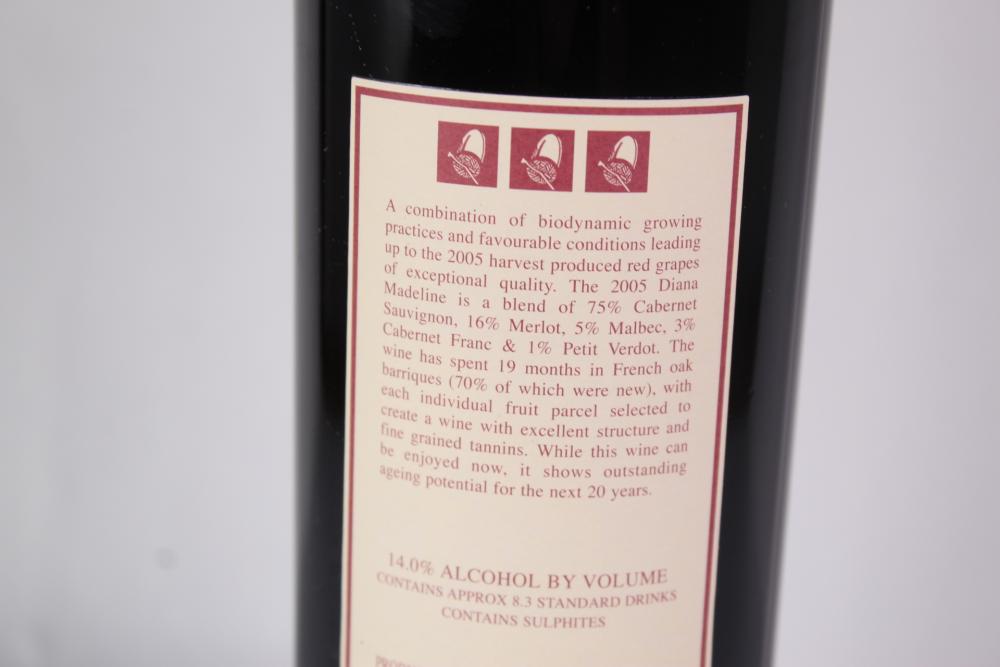 A combination of biodynamic growing
practices and favourable conditions leading
up to the 2005 harvest produced red grapes
of exceptional quality. The 2005 Diana
Madeline is a blend of 75% Cabernet
Sauvignon, 16% Merlot, 5% Malbec, 3%
Cabernet Franc & 1% Petit Verdot. The
wine has spent 19 months in French oak
barriques (70% of which were new), with
each individual fruit parcel selected to
create a wine with excellent structure and
fine grained tannins. While this wine can
be enjoyed now, it shows outstanding
ageing potential for the next 20 years.
14.0% ALCOHOL BY VOLUME
CONTAINS APPROX 8.3 STANDARD DRINKS
CONTAINS SULPHITES